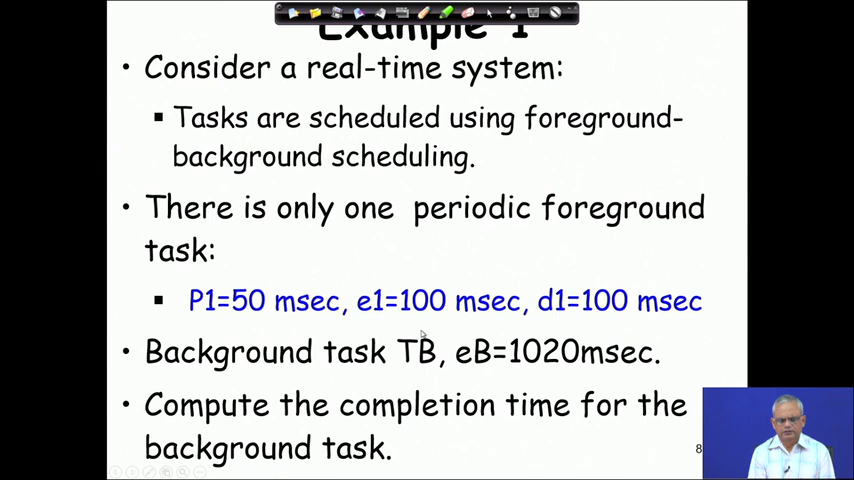 Example 1
• Consider a real-time system:
▪ Tasks are scheduled using foreground-
background scheduling.
• There is only one periodic foreground
task:
▪ P1=50 msec, e1=100 msec, d1=100 msec
• Background task TB, eB=1020msec.
• Compute the completion time for the
background task.
8